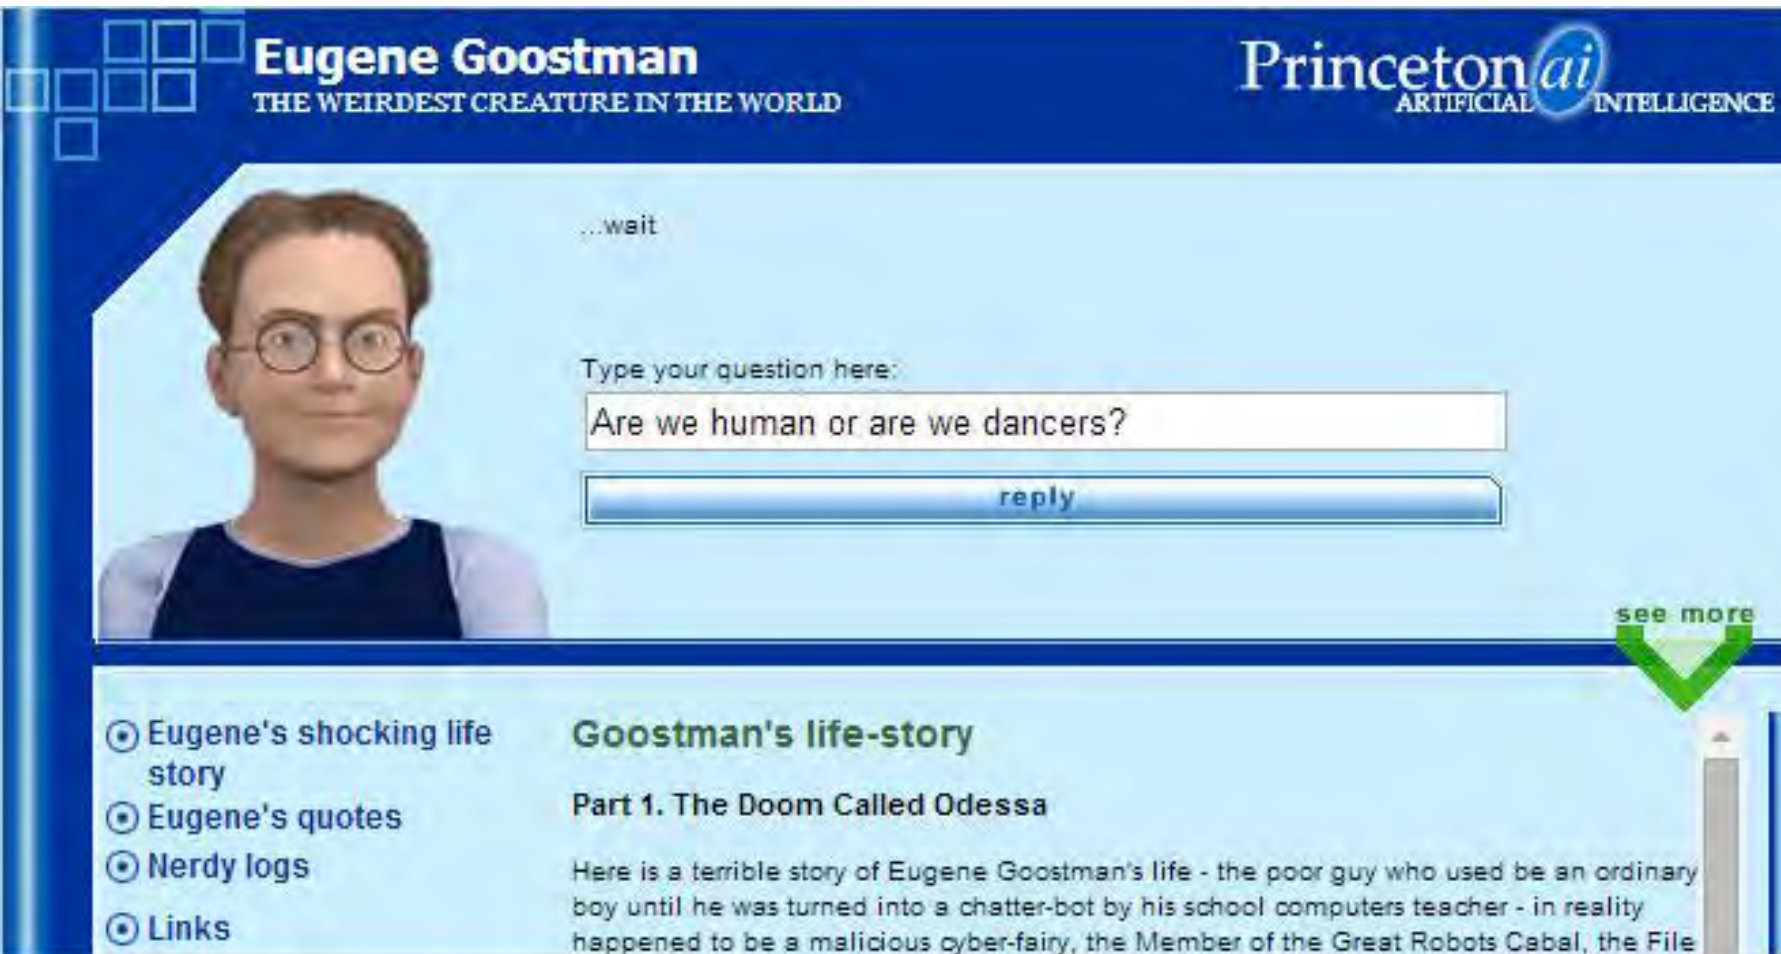 Eugene Goostman
THE WEIRDEST CREATURE IN THE WORLD
Princeton ai
ARTIFICIAL INTELLIGENCE
...wait
Type your question here:
Are we human or are we dancers?
reply
see more
Eugene's shocking life
story
Eugene's quotes
Nerdy logs
Links
Goostman's life-story
Part 1. The Doom Called Odessa
Here is a terrible story of Eugene Goostman's life - the poor guy who used be an ordinary
boy until he was turned into a chatter-bot by his school computers teacher - in reality
happened to be a malicious cyber-fairy, the Member of the Great Robots Cabal, the File